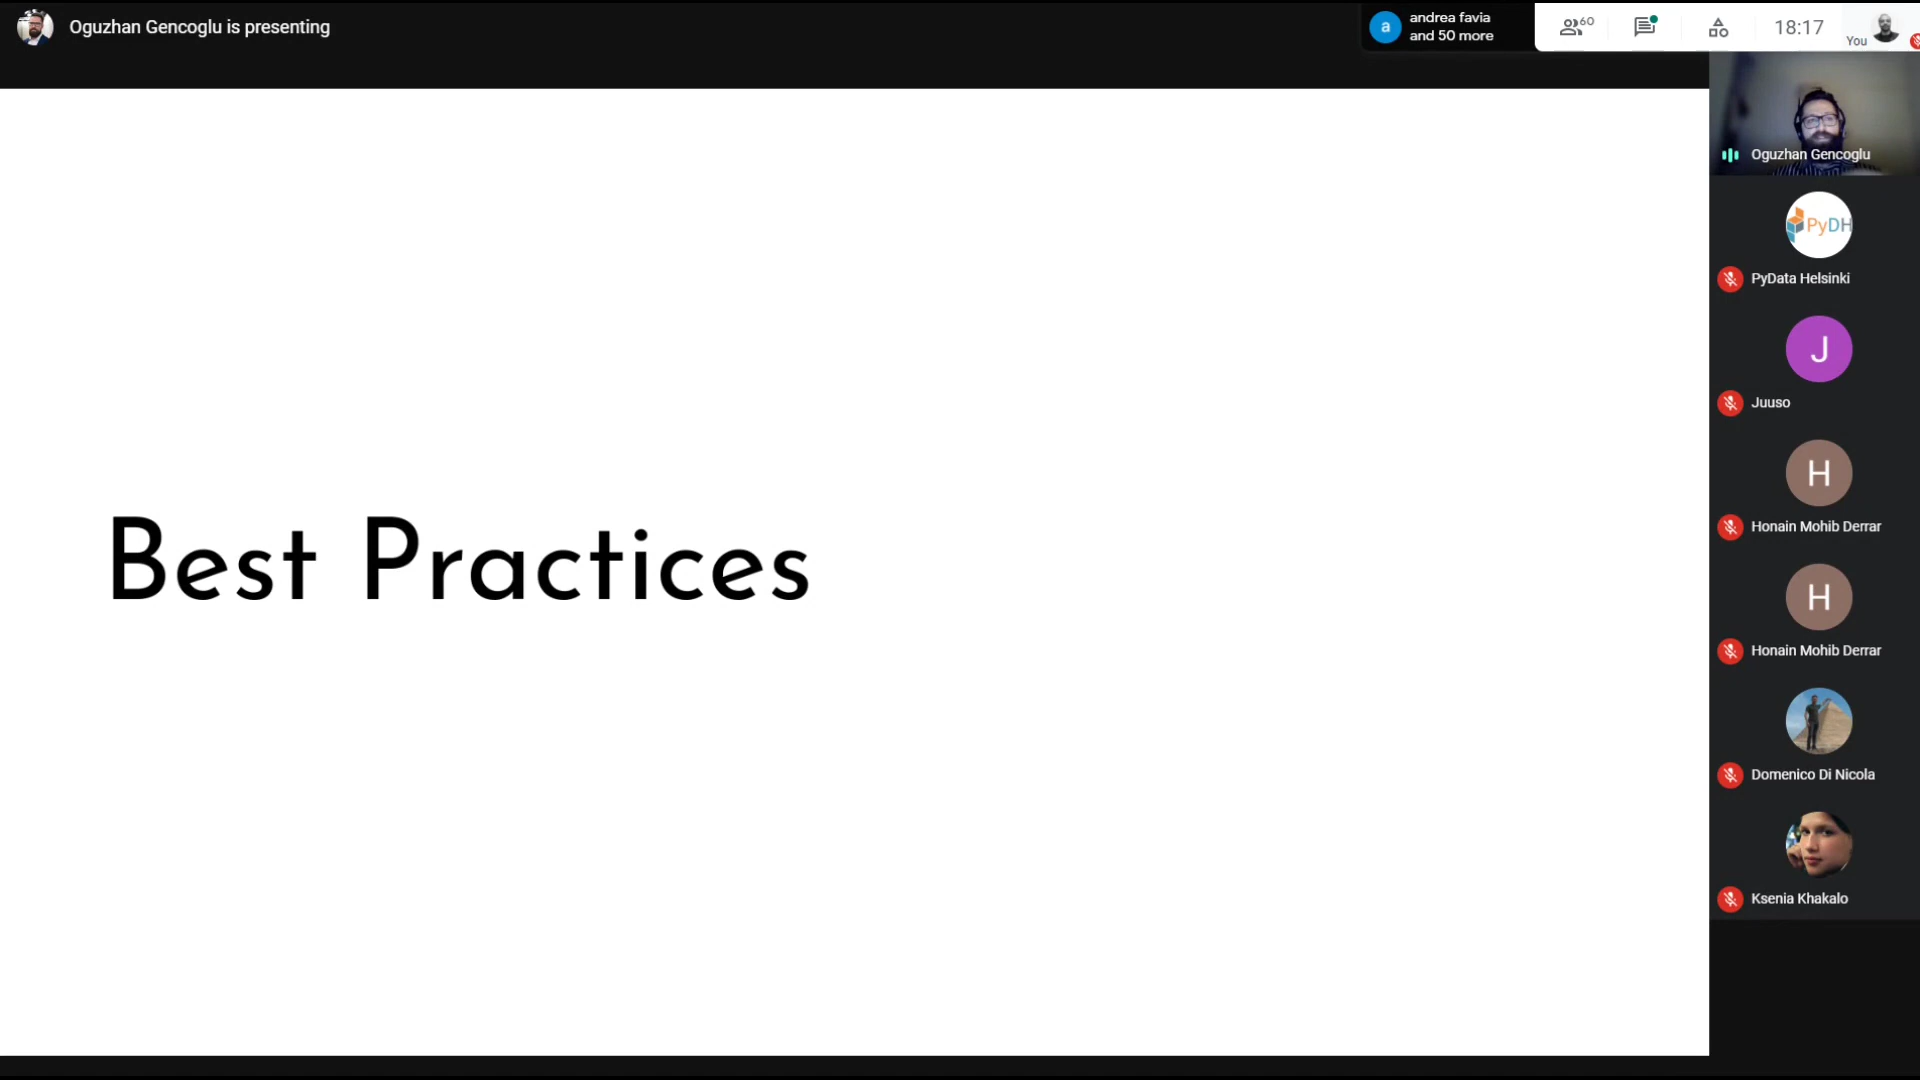 Oguzhan Gencoglu is presenting
a
andrea favia
and 50 more
60
18:17
You
Oguzhan Gencoglu
PyDH
PyData Helsinki
J
Juuso
H
Honain Mohib Derrar
H
Honain Mohib Derrar
Domenico Di Nicola
Ksenia Khakalo
Best Practices